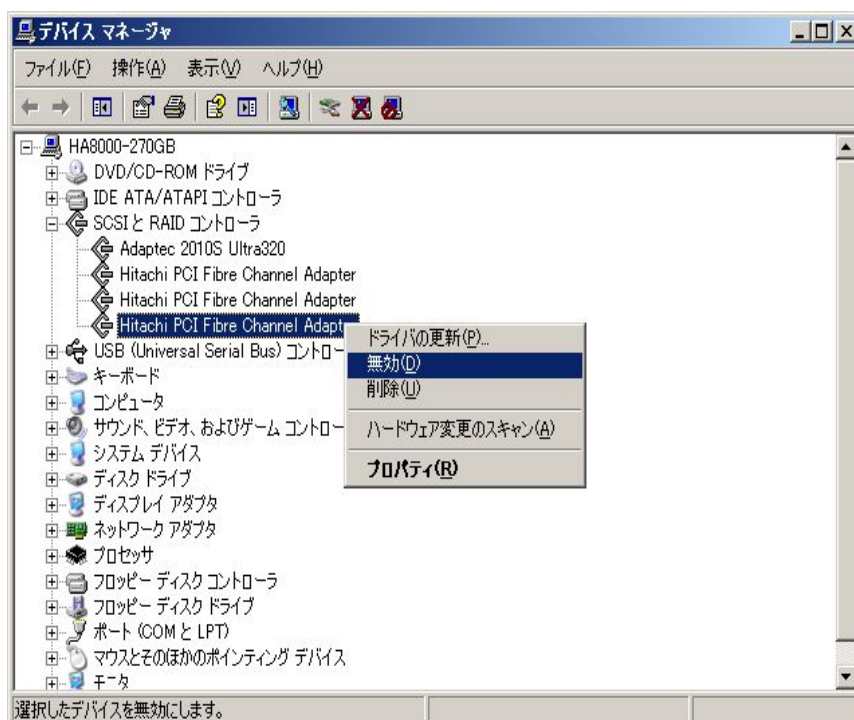 デバイス マネージャ
ファイル(F) 操作(A) 表示(V) ヘルプ(H)
HA8000-270GB
DVD/CD-ROM ドライブ
IDE ATA/ATAPI コントローラ
SCSI と RAID コントローラ
Adaptec 2010S Ultra320
Hitachi PCI Fibre Channel Adapter
Hitachi PCI Fibre Channel Adapter
Hitachi PCI Fibre Channel Adapt
ドライバの更新(P)...
無効(D)
削除(U)
ハードウェア変更のスキャン(A)
プロパティ(R)
USB (Universal Serial Bus) コントロー
キーボード
コンピュータ
サウンド、ビデオ、およびゲーム コントロー
システム デバイス
ディスク ドライブ
ディスプレイ アダプタ
ネットワーク アダプタ
プロセッサ
フロッピー ディスク コントローラ
フロッピー ディスク ドライブ
ポート (COM と LPT)
マウスとそのほかのポインティング デバイス
モニタ
選択したデバイスを無効にします。